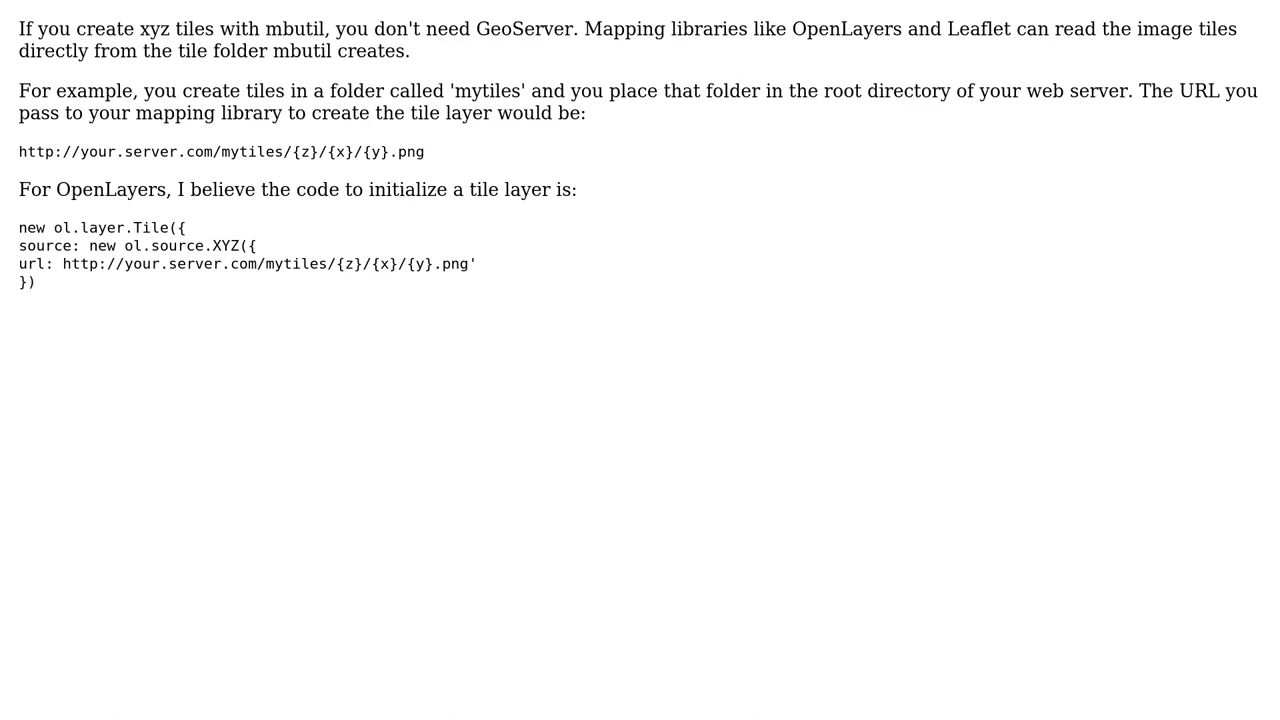 If you create xyz tiles with mbutil, you don't need GeoServer. Mapping libraries like OpenLayers and Leaflet can read the image tiles
directly from the tile folder mbutil creates.
For example, you create tiles in a folder called 'mytiles' and you place that folder in the root directory of your web server. The URL you
pass to your mapping library to create the tile layer would be:
http://your.server.com/mytiles/{z}/{x}/{y}.png
For OpenLayers, I believe the code to initialize a tile layer is:
new ol.layer.Tile({
source: new ol.source.XYZ({
url: http://your.server.com/mytiles/{z}/{x}/{y}.png'
})